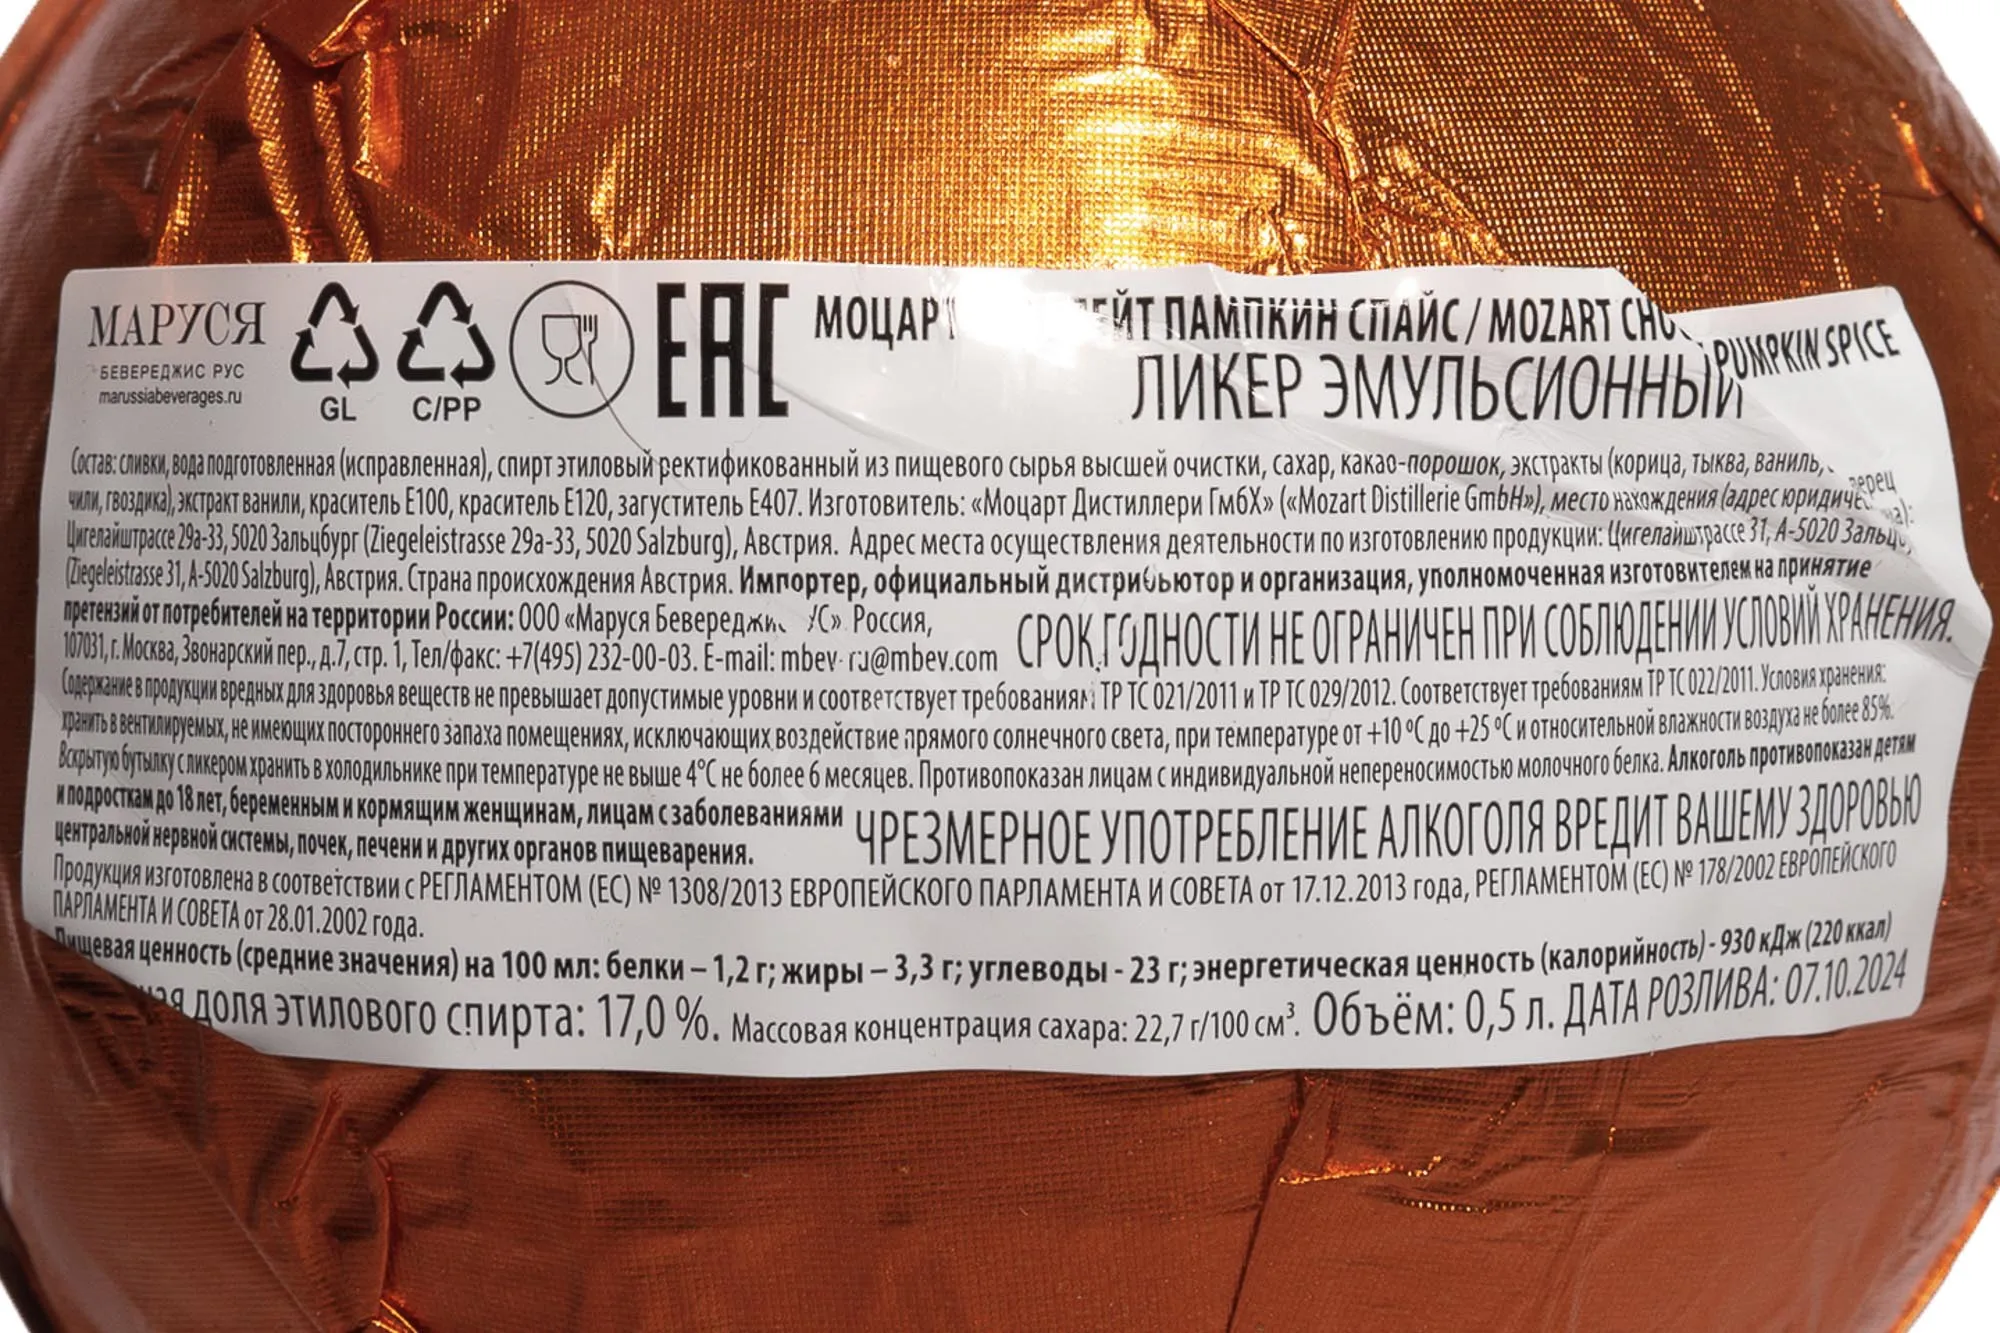 МАРУСЯ
БЕВЕРЕДЖИС РУС
marussiabeverages.ru
GL
C/PP
EAC
ПАМПКИН СПАЙС / MOZART PUMPKIN SPICE
ЛИКЕР ЭМУЛЬСИОННЫЙ
Состав: сливки, вода подготовленная (исправленная), спирт этиловый ректификованный из пищевого сырья высшей очистки, сахар, какао-порошок, экстракты (корица, тыква, ваниль, перец
чили, гвоздика), экстракт ванили, краситель Е100, краситель Е120, загуститель Е407. Изготовитель: «Моцарт Дистиллери ГмбХ» («Mozart Distillerie GmbH»), место нахождения (адрес
Цигелайштрассе 29а-33, 5020 Зальцбург (Ziegeleistrasse 29a-33, 5020 Salzburg), Австрия. Адрес места осуществления деятельности по изготовлению продукции: Цигелайштрассе 31, А-5020
(Ziegeleistrasse 31, A-5020 Salzburg), Австрия. Страна происхождения Австрия. Импортер, официальный дистрибьютор и организация, уполномоченная изготовителем на принятие
претензий от потребителей на территории России: ООО «Маруся Россия,
107031, г. Москва, Звонарский пер., д.7, стр. 1, Тел/факс: +7(495) 232-00-03. E-mail: mbev-ru@mbev.com
СРОК ГОДНОСТИ НЕ ОГРАНИЧЕН ПРИ СОБЛЮДЕНИИ УСЛОВИЙ ХРАНЕНИЯ.
Содержание в продукции вредных для здоровья веществ не превышает допустимые уровни и соответствует требованиям ТР ТС 021/2011 и ТР ТС 029/2012. Соответствует требованиям ТР ТС 022/2011. Условия хранения:
хранить в вентилируемых, не имеющих постороннего запаха помещениях, исключающих воздействие прямого солнечного света, при температуре от +10 ºС до +25 ºС и относительной влажности воздуха не более 85%.
Вскрытую бутылку с ликером хранить в холодильнике при температуре не выше 4°С не более 6 месяцев. Противопоказан лицам с индивидуальной непереносимостью молочного белка. Алкоголь противопоказан детям
и подросткам до 18 лет, беременным и кормящим женщинам, лицам с заболеваниями
центральной нервной системы, почек, печени и других органов пищеварения.
ЧРЕЗМЕРНОЕ УПОТРЕБЛЕНИЕ АЛКОГОЛЯ ВРЕДИТ ВАШЕМУ ЗДОРОВЬЮ
Продукция изготовлена в соответствии с РЕГЛАМЕНТОМ (ЕС) № 1308/2013 ЕВРОПЕЙСКОГО ПАРЛАМЕНТА И СОВЕТА от 17.12.2013 года, РЕГЛАМЕНТОМ (ЕС) № 178/2002 ЕВРОПЕЙСКОГО
ПАРЛАМЕНТА И СОВЕТА от 28.01.2002 года.
Пищевая ценность (средние значения) на 100 мл: белки – 1,2 г; жиры – 3,3 г; углеводы - 23 г; энергетическая ценность (калорийность) - 930 кДж (220 ккал)
доля этилового спирта: 17,0 %. Массовая концентрация сахара: 22,7 г/100 см³. Объём: 0,5 л. ДАТА РОЗЛИВА: 07.10.2024